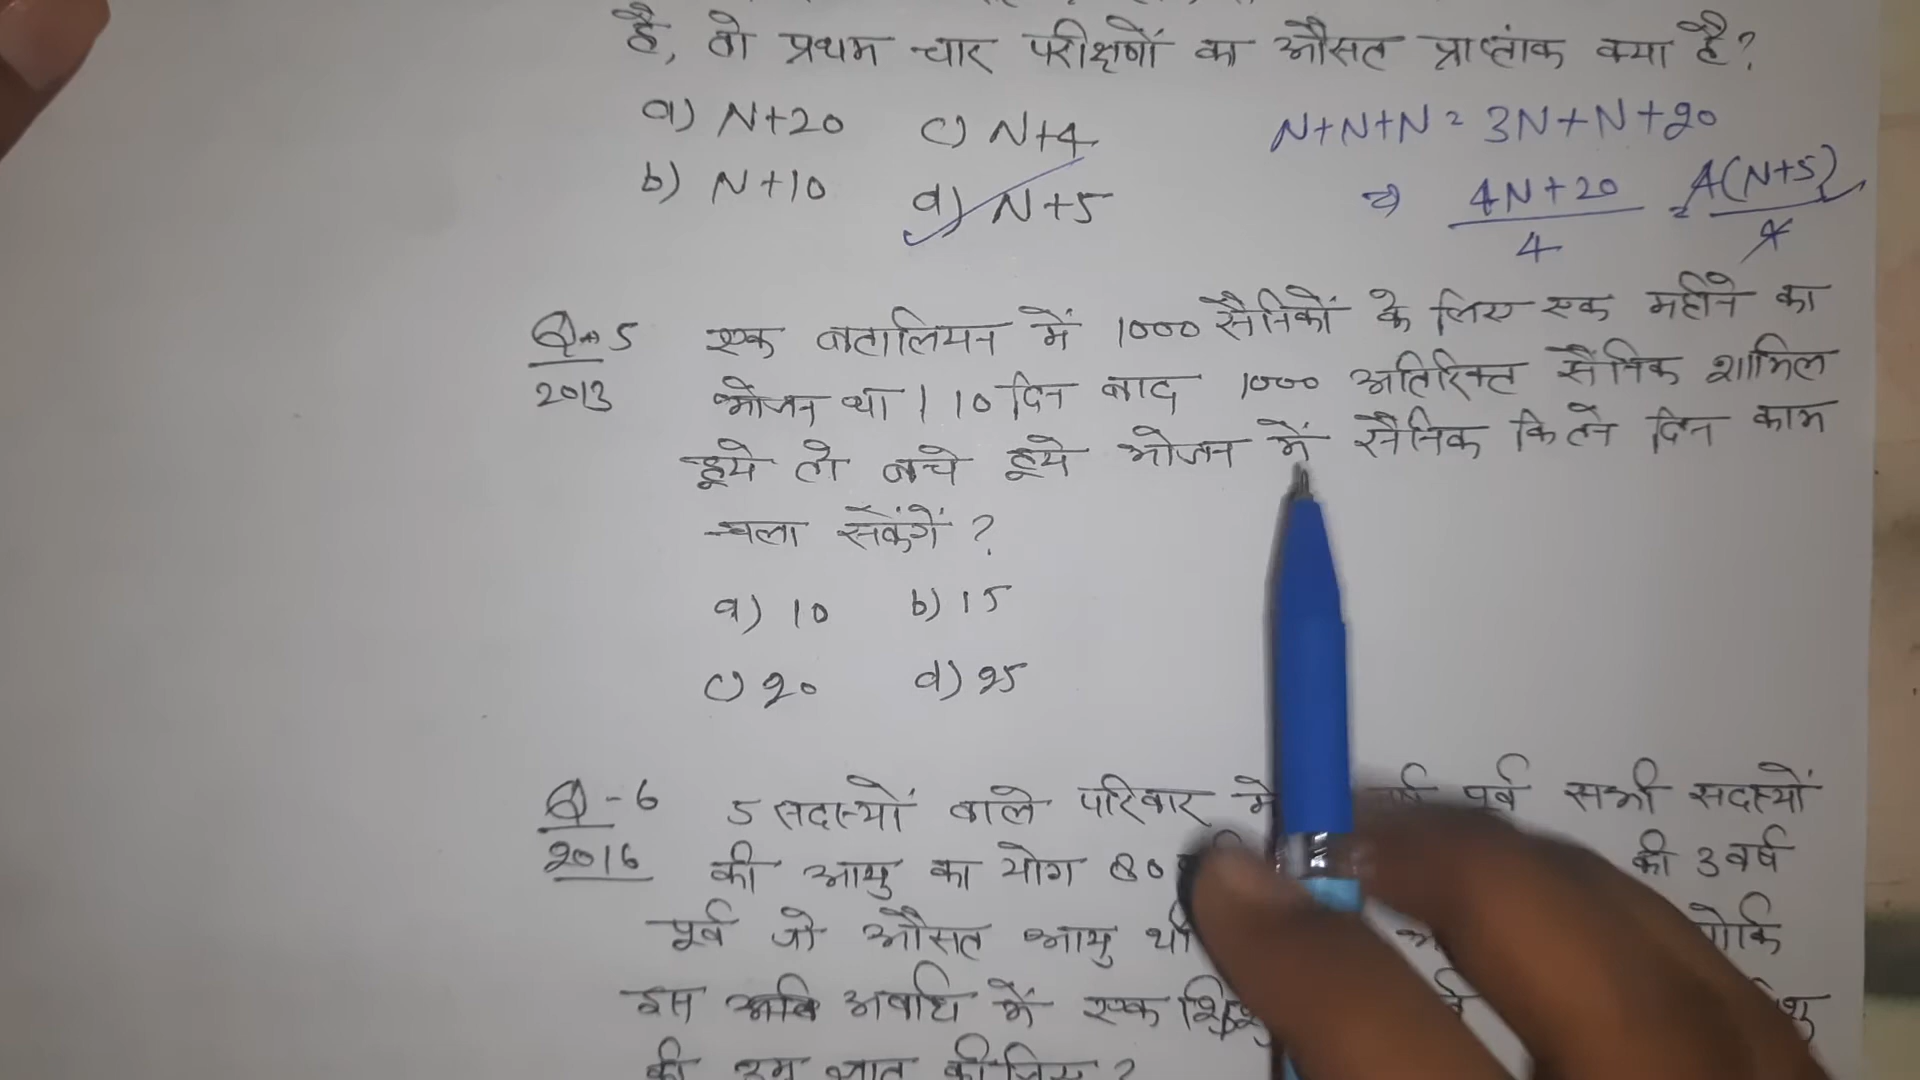 है, तो प्रथम चार परीक्षणों का औसत प्राप्तांक क्या है?
a) N+20 c) N+4 N+N+N = 3N+N+20
b) N+10 d) N+5 ⇒ 4N+20/4 = 4(N+5)/4
Q-5 एक बतालियन में 1000 सैनिकों के लिए एक महीने का
2013 भोजन था। 10 दिन बाद 1000 अतिरिक्त सैनिक शामिल
हूये तो बचे हूये भोजन में सैनिक कितने दिन काम
चला सकेंगें ?
a) 10 b) 15
c) 20 d) 25
Q-6 5 सदस्यों वाले परिवार पूर्व सभी सदस्यों
2016 की आयु का योग 80 की 3 वर्ष
पूर्व जो औसत आयु थी
इस अवधि में एक
की उम्र ज्ञात कीजिए ?